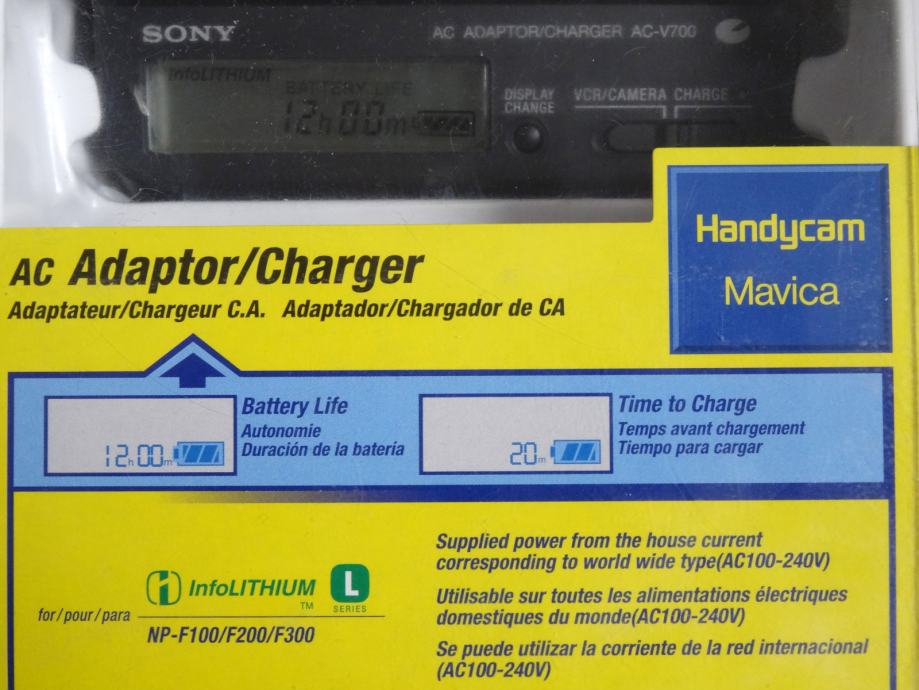 SONY
AC ADAPTOR/CHARGER AC-V700
InfoLITHIUM
BATTERY LIFE
12h00m
DISPLAY
CHANGE
VCR/CAMERA CHARGE
Handycam
Mavica
AC Adaptor/Charger
Adaptateur/Chargeur C.A. Adaptador/Chargador de CA
12h00m
Battery Life
Autonomie
Duración de la batería
20m
Time to Charge
Temps avant chargement
Tiempo para cargar
Supplied power from the house current
corresponding to world wide type(AC100-240V)
Utilisable sur toutes les alimentations électriques
domestiques du monde(AC100-240V)
Se puede utilizar la corriente de la red internacional
(AC100-240V)
for/pour/para
i InfoLITHIUM TM
L
SERIES
NP-F100/F200/F300